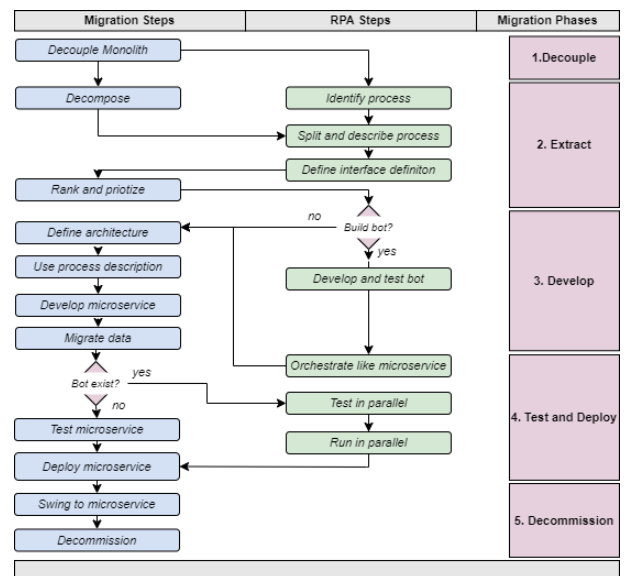 Migration Steps
RPA Steps
Migration Phases
Decouple Monolith
1.Decouple
Decompose
Identify process
Split and describe process
2. Extract
Define interface definiton
Rank and priotize
no
Build bot?
Define architecture
yes
Use process description
Develop and test bot
3. Develop
Develop microservice
Migrate data
Orchestrate like microservice
yes
Bot exist?
no
Test in parallel
4. Test and Deploy
Test microservice
Run in parallel
Deploy microservice
Swing to microservice
5. Decommission
Decommission